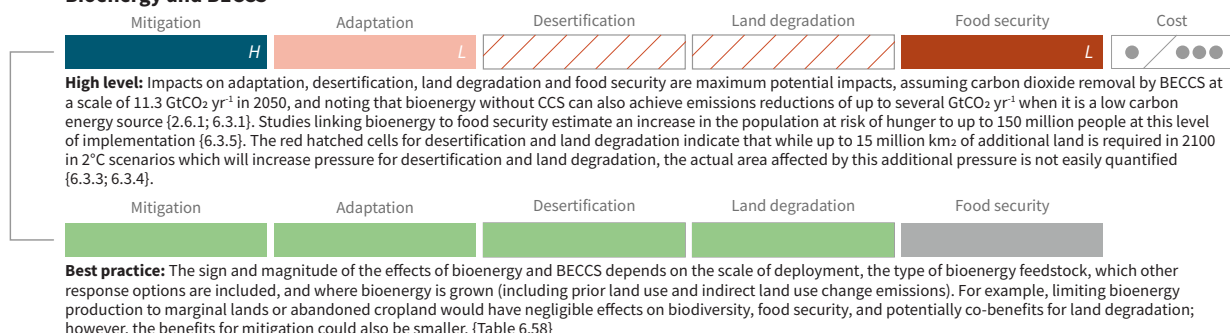 Bioenergy and BECCS
Mitigation Adaptation Desertification Land degradation Food security Cost
H L L
High level: Impacts on adaptation, desertification, land degradation and food security are maximum potential impacts, assuming carbon dioxide removal by BECCS at
a scale of 11.3 GtCO₂ yr⁻¹ in 2050, and noting that bioenergy without CCS can also achieve emissions reductions of up to several GtCO₂ yr⁻¹ when it is a low carbon
energy source {2.6.1; 6.3.1}. Studies linking bioenergy to food security estimate an increase in the population at risk of hunger to up to 150 million people at this level
of implementation {6.3.5}. The red hatched cells for desertification and land degradation indicate that while up to 15 million km₂ of additional land is required in 2100
in 2°C scenarios which will increase pressure for desertification and land degradation, the actual area affected by this additional pressure is not easily quantified
{6.3.3; 6.3.4}.
Mitigation Adaptation Desertification Land degradation Food security
Best practice: The sign and magnitude of the effects of bioenergy and BECCS depends on the scale of deployment, the type of bioenergy feedstock, which other
response options are included, and where bioenergy is grown (including prior land use and indirect land use change emissions). For example, limiting bioenergy
production to marginal lands or abandoned cropland would have negligible effects on biodiversity, food security, and potentially co-benefits for land degradation;
however, the benefits for mitigation could also be smaller. {Table 6.58}